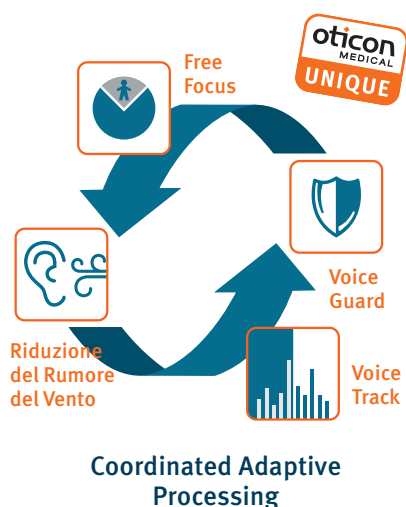 oticon
MEDICAL
UNIQUE
Free
Focus
Voice
Guard
Riduzione
del Rumore
del Vento
Voice
Track
Coordinated Adaptive
Processing